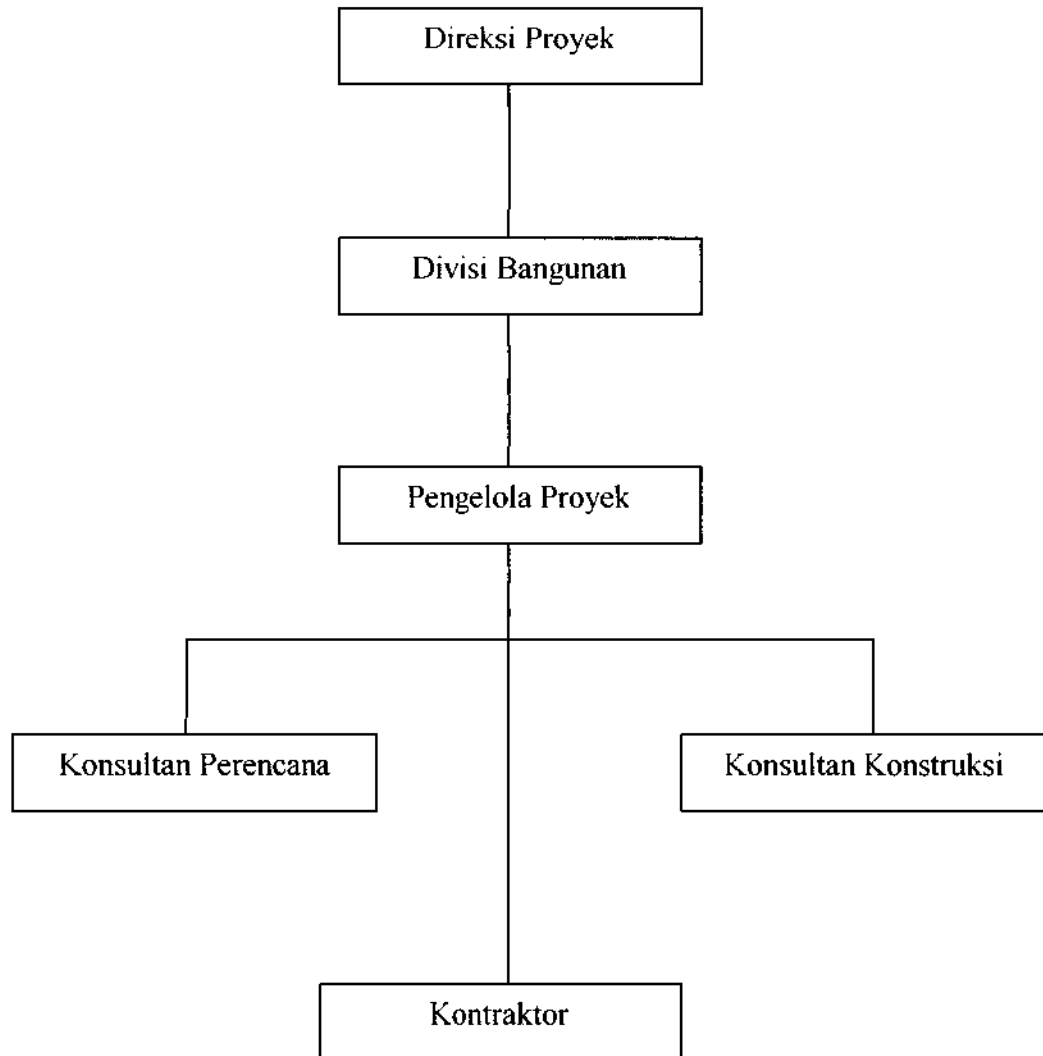 Direksi Proyek
Divisi Bangunan
Pengelola Proyek
Konsultan Perencana
Konsultan Konstruksi
Kontraktor